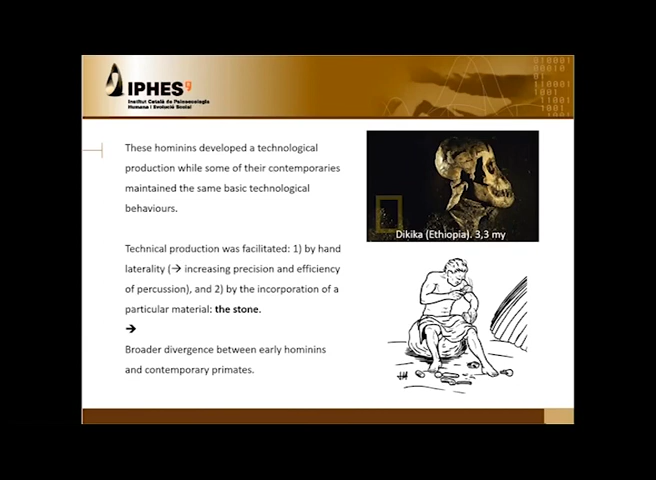 IPHES
Institut Català de Paleoecologia
Humana i Evolució Social
These hominins developed a technological
production while some of their contemporaries
maintained the same basic technological
behaviours.
Technical production was facilitated: 1) by hand
laterality (→ increasing precision and efficiency
of percussion), and 2) by the incorporation of a
particular material: the stone.
→
Broader divergence between early hominins
and contemporary primates.
Dikika (Ethiopia). 3,3 my